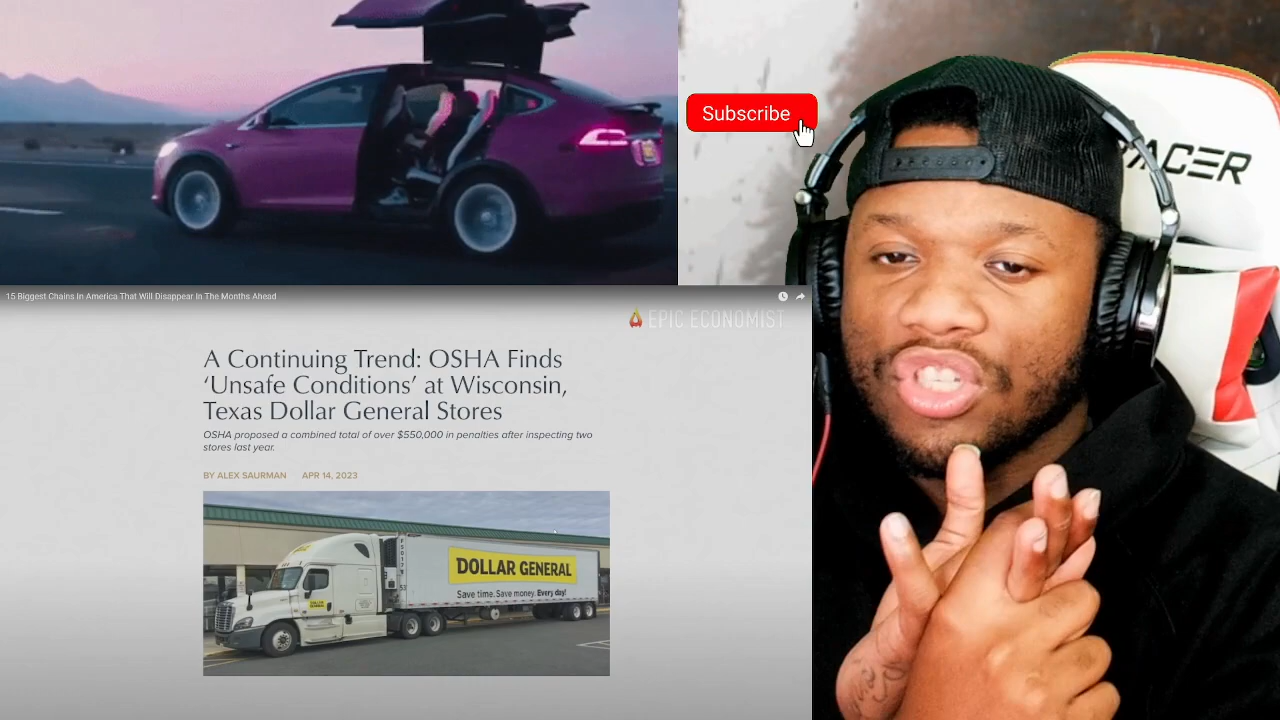 Subscribe
ACER
15 Biggest Chains In America That Will Disappear In The Months Ahead
EPIC ECONOMIST
A Continuing Trend: OSHA Finds
‘Unsafe Conditions’ at Wisconsin,
Texas Dollar General Stores
OSHA proposed a combined total of over $550,000 in penalties after inspecting two
stores last year.
BY ALEX SAURMAN APR 14, 2023
DOLLAR GENERAL
Save time. Save money. Every day!